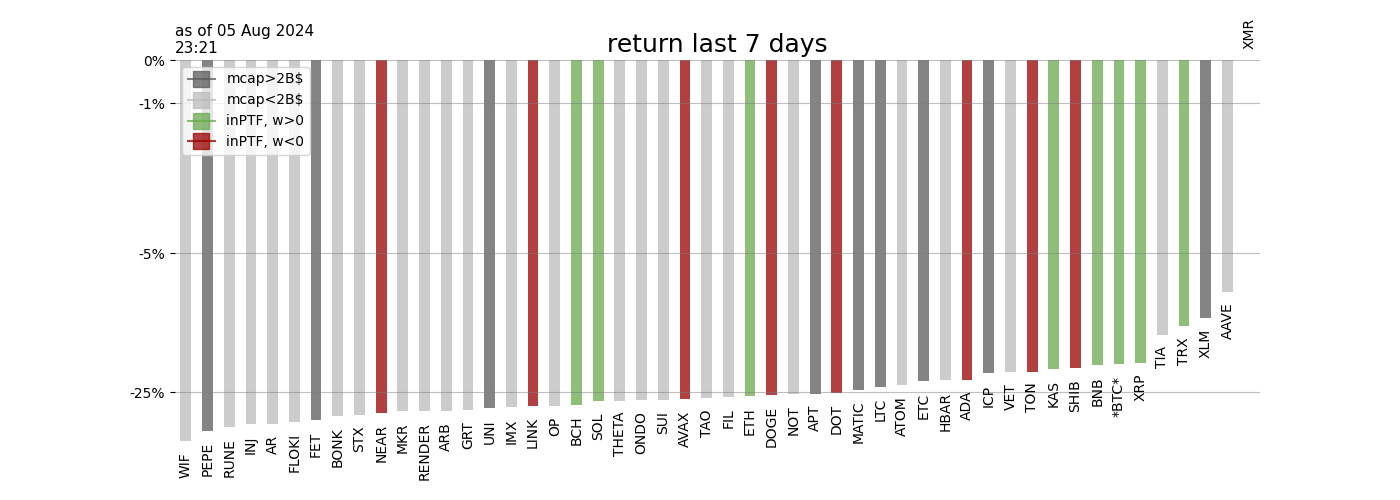 as of 05 Aug 2024
23:21
return last 7 days
XMR
0%
-1%
-5%
-25%
mcap>2B$
mcap<2B$
inPTF, w>0
inPTF, w<0
WIF
PEPE
RUNE
INJ
AR
FLOKI
FET
BONK
STX
NEAR
MKR
RENDER
ARB
GRT
UNI
IMX
LINK
OP
BCH
SOL
THETA
ONDO
SUI
AVAX
TAO
FIL
ETH
DOGE
NOT
APT
DOT
MATIC
LTC
ATOM
ETC
HBAR
ADA
ICP
VET
TON
KAS
SHIB
BNB
*BTC*
XRP
TIA
TRX
XLM
AAVE